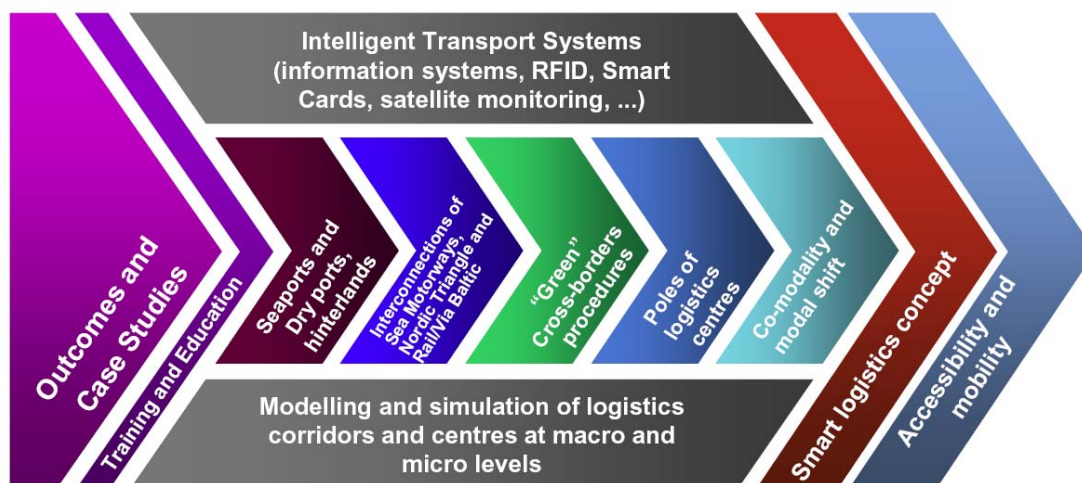 Outcomes and
Case Studies
Training and Education
Intelligent Transport Systems
(information systems, RFID, Smart
Cards, satellite monitoring, ...)
Seaports and
Dry ports,
hinterlands
Interconnections of
Sea Motorways,
Nordic Triangle and
Rail/Via Baltic
“Green”
Cross-borders
procedures
Poles of
logistics
centres
Co-modality and
modal shift
Modelling and simulation of logistics
corridors and centres at macro and
micro levels
Smart logistics concept
Accessibility and
mobility